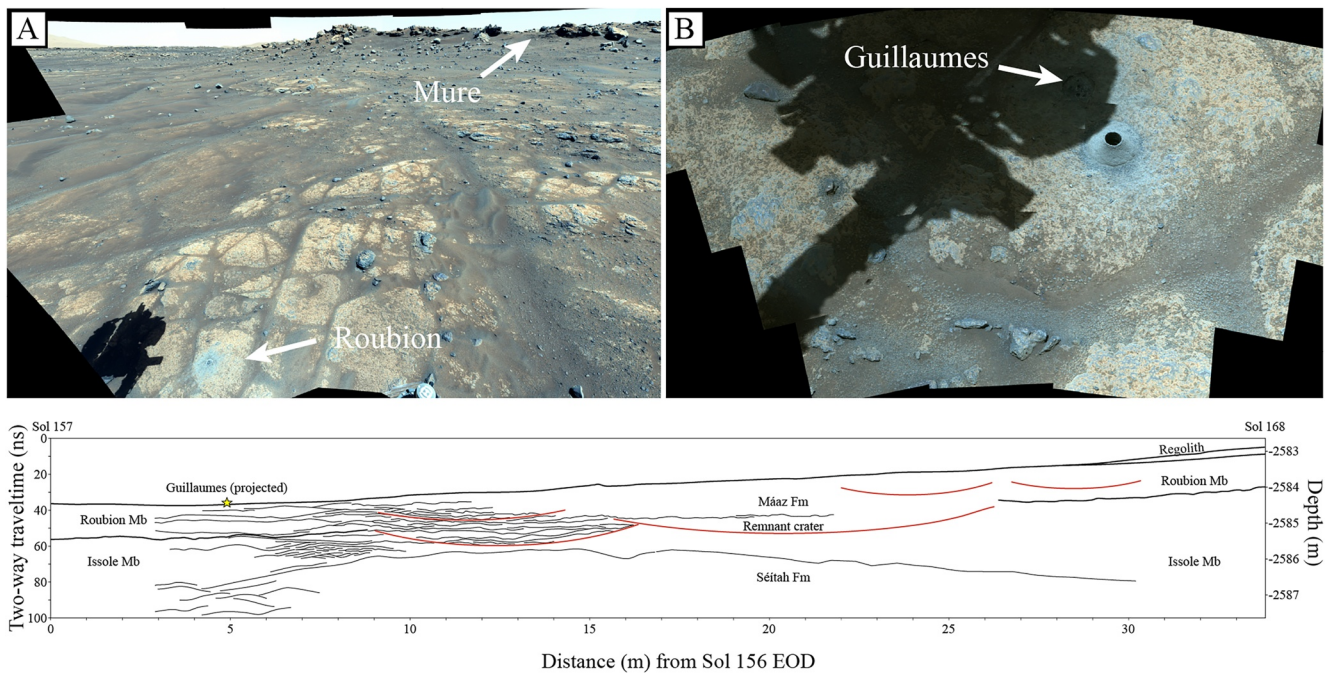 A
Mure
Roubion
B
Guillaumes
Sol 157
Sol 168
Two-way traveltime (ns)
0
20
40
60
80
100
Guillaumes (projected)
Roubion Mb
Issole Mb
Máaz Fm
Remnant crater
Séítah Fm
Regolith
Roubion Mb
Issole Mb
-2583
-2584
-2585
-2586
-2587
Depth (m)
0
5
10
15
20
25
30
Distance (m) from Sol 156 EOD